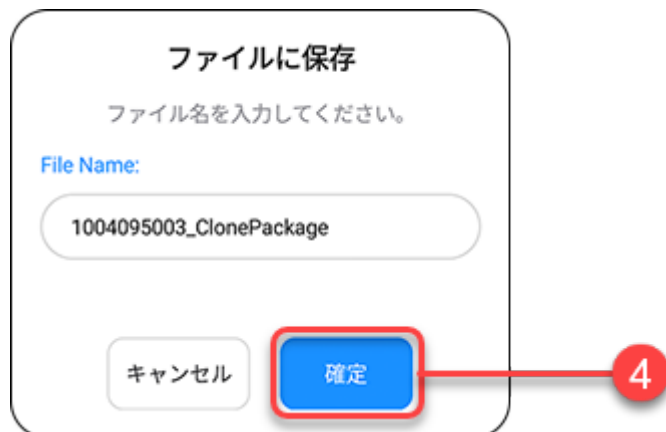 ファイルに保存
ファイル名を入力してください。
File Name:
1004095003_ClonePackage
キャンセル
確定
4